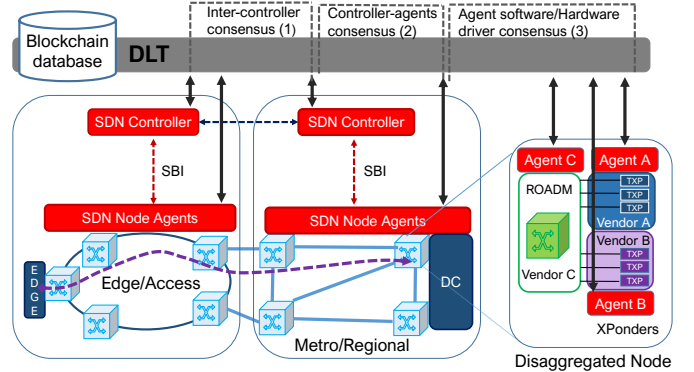 Inter-controller
consensus (1)
Controller-agents
consensus (2)
Agent software/Hardware
driver consensus (3)
Blockchain
database
DLT
SDN Controller
SDN Controller
SBI
SBI
SDN Node Agents
SDN Node Agents
EDGE
Edge/Access
Metro/Regional
DC
Agent C
Agent A
ROADM
TXP
TXP
TXP
Vendor A
Vendor B
TXP
TXP
TXP
Vendor C
Agent B
XPonders
Disaggregated Node